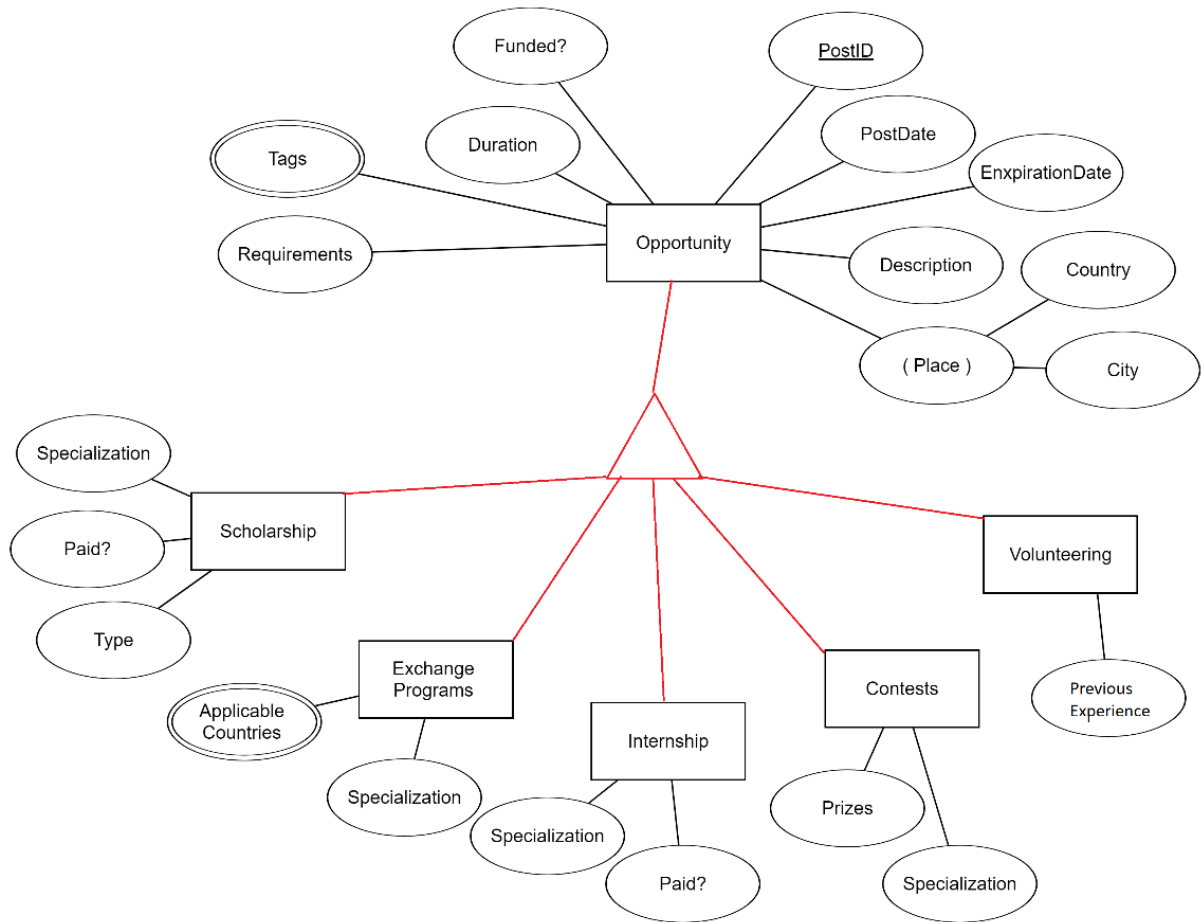 Funded?
PostID
Duration
PostDate
Tags
EnxpirationDate
Requirements
Opportunity
Description
Country
( Place )
City
Specialization
Scholarship
Paid?
Type
Volunteering
Exchange
Programs
Contests
Previous
Experience
Applicable
Countries
Internship
Specialization
Prizes
Specialization
Paid?
Specialization